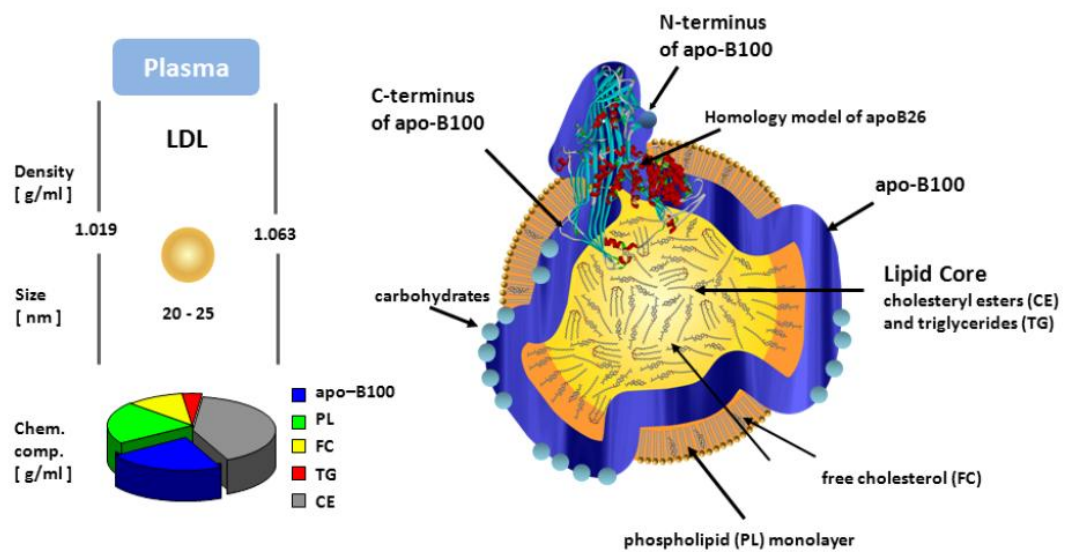 Plasma
LDL
Density
[ g/ml ]
1.019
1.063
Size
[ nm ]
20 - 25
Chem.
comp.
[ g/ml ]
apo–B100
PL
FC
TG
CE
N-terminus
of apo-B100
C-terminus
of apo-B100
Homology model of apoB26
apo-B100
Lipid Core
cholesteryl esters (CE)
and triglycerides (TG)
carbohydrates
free cholesterol (FC)
phospholipid (PL) monolayer